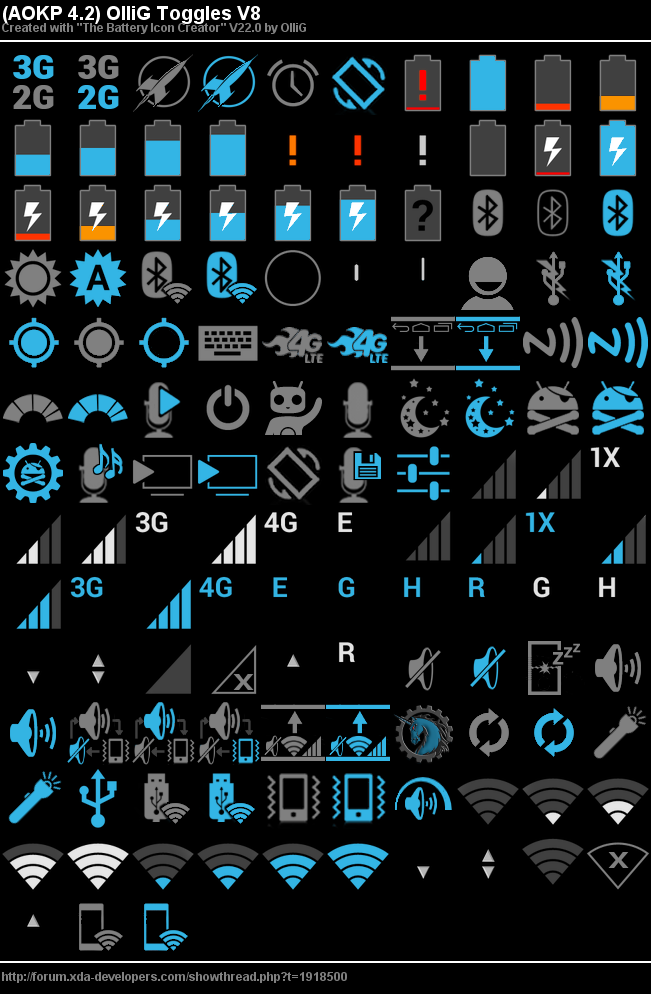 (AOKP 4.2) OlliG Toggles V8
Created with "The Battery Icon Creator" V22.0 by OlliG
3G 3G
2G 2G
! ! ! !
?
A
4G 4G
LTE LTE
1X
3G 4G E 1X
3G 4G E G H R G H
X R zzz
X
http://forum.xda-developers.com/showthread.php?t=1918500